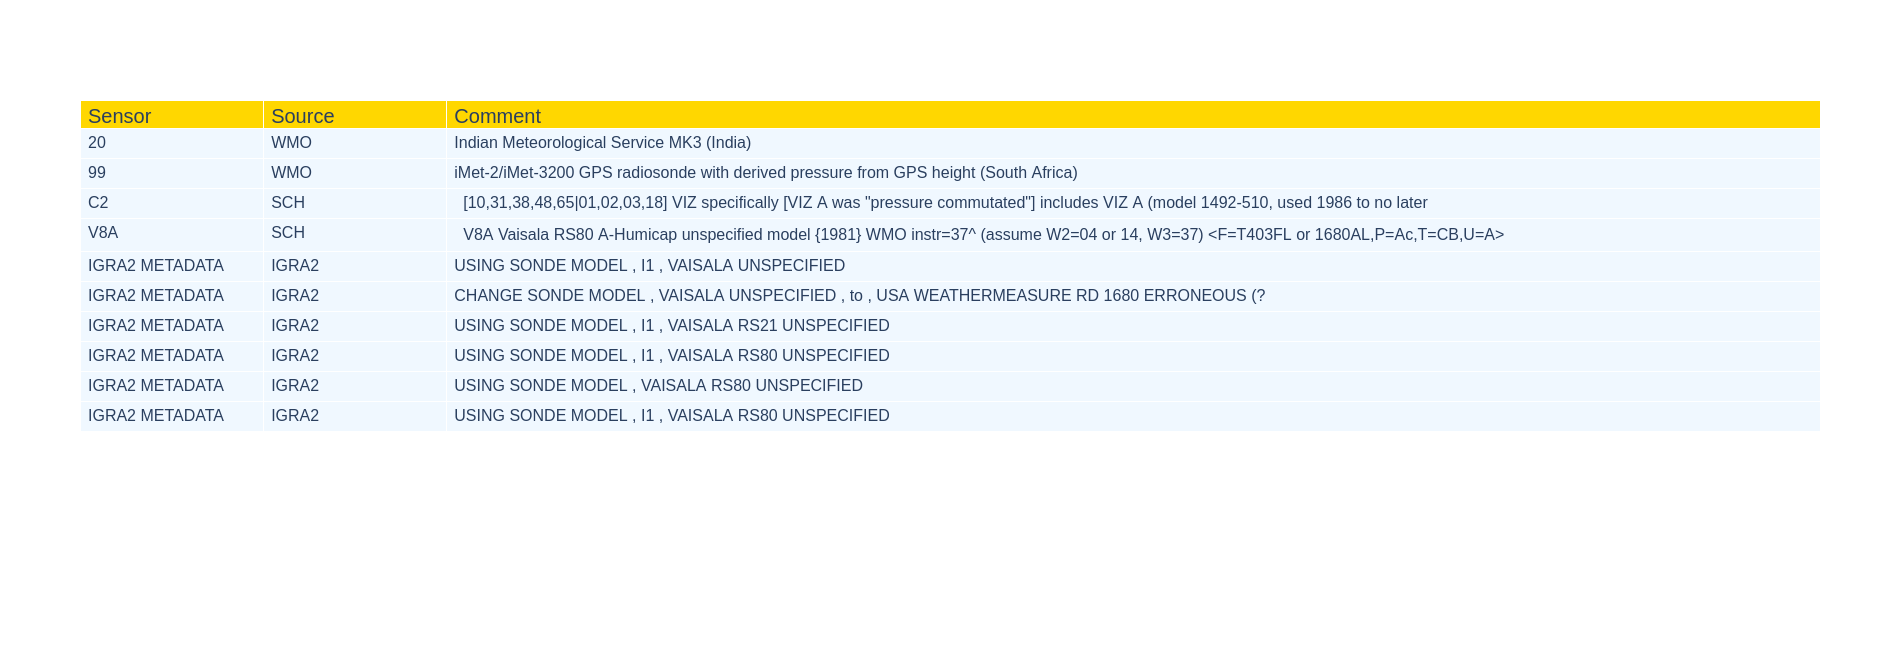 Sensor Source Comment
20 WMO Indian Meteorological Service MK3 (India)
99 WMO iMet-2/iMet-3200 GPS radiosonde with derived pressure from GPS height (South Africa)
C2 SCH [10,31,38,48,65|01,02,03,18] VIZ specifically [VIZ A was "pressure commutated"] includes VIZ A (model 1492-510, used 1986 to no later
V8A SCH V8A Vaisala RS80 A-Humicap unspecified model {1981} WMO instr=37^ (assume W2=04 or 14, W3=37) <F=T403FL or 1680AL,P=Ac,T=CB,U=A>
IGRA2 METADATA IGRA2 USING SONDE MODEL , I1 , VAISALA UNSPECIFIED
IGRA2 METADATA IGRA2 CHANGE SONDE MODEL , VAISALA UNSPECIFIED , to , USA WEATHERMEASURE RD 1680 ERRONEOUS (?
IGRA2 METADATA IGRA2 USING SONDE MODEL , I1 , VAISALA RS21 UNSPECIFIED
IGRA2 METADATA IGRA2 USING SONDE MODEL , I1 , VAISALA RS80 UNSPECIFIED
IGRA2 METADATA IGRA2 USING SONDE MODEL , VAISALA RS80 UNSPECIFIED
IGRA2 METADATA IGRA2 USING SONDE MODEL , I1 , VAISALA RS80 UNSPECIFIED